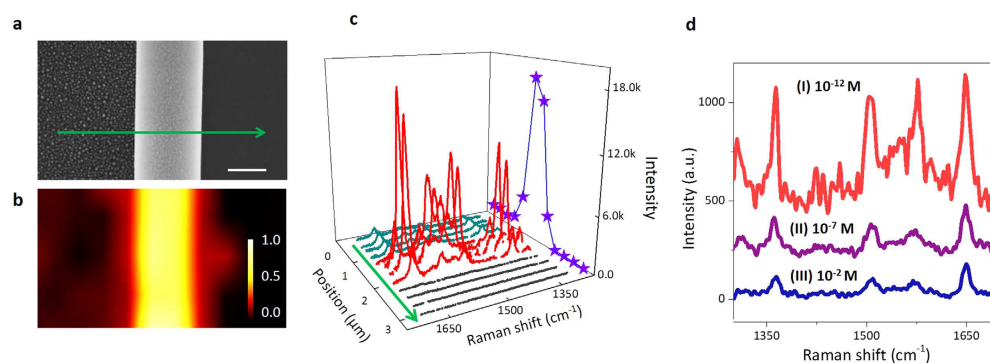 a
b
1.0
0.5
0.0
c
18.0k
12.0k
6.0k
0.0
Intensity
0
1
2
3
Position (μm)
1650
1500
1350
Raman shift (cm-1)
d
(I) 10-12 M
(II) 10-7 M
(III) 10-2 M
1000
500
0
Intensity (a.u.)
1350
1500
1650
Raman shift (cm-1)